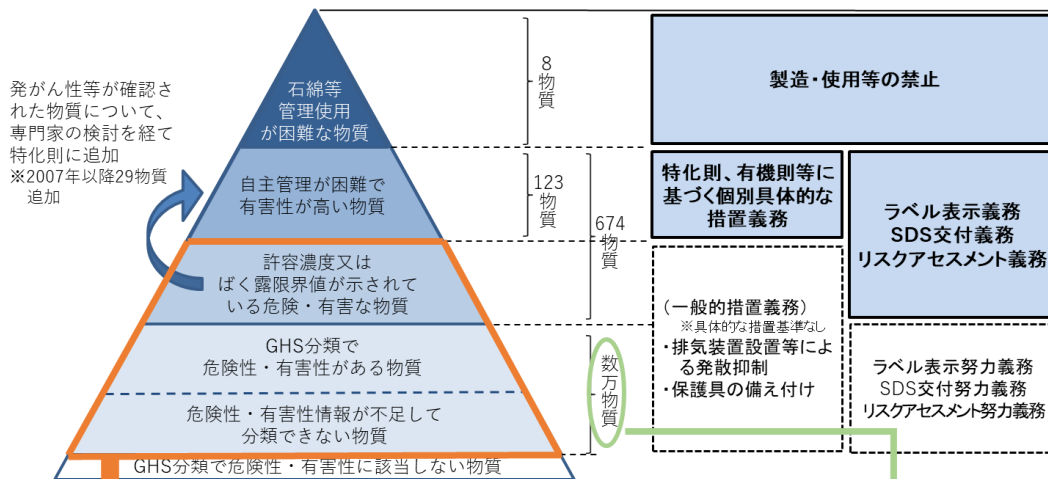 発がん性等が確認さ
れた物質について、
専門家の検討を経て
特化則に追加
※2007年以降29物質
追加
石綿等
管理使用
が困難な物質
自主管理が困難で
有害性が高い物質
許容濃度又は
ばく露限界値が示されて
いる危険・有害な物質
GHS分類で
危険性・有害性がある物質
危険性・有害性情報が不足して
分類できない物質
GHS分類で危険性・有害性に該当しない物質
8物質
123物質
674物質
数万物質
製造・使用等の禁止
特化則、有機則等に
基づく個別具体的な
措置義務
ラベル表示義務
SDS交付義務
リスクアセスメント義務
(一般的措置義務)
※具体的な措置基準なし
・排気装置設置等によ
る発散抑制
・保護具の備え付け
ラベル表示努力義務
SDS交付努力義務
リスクアセスメント努力義務